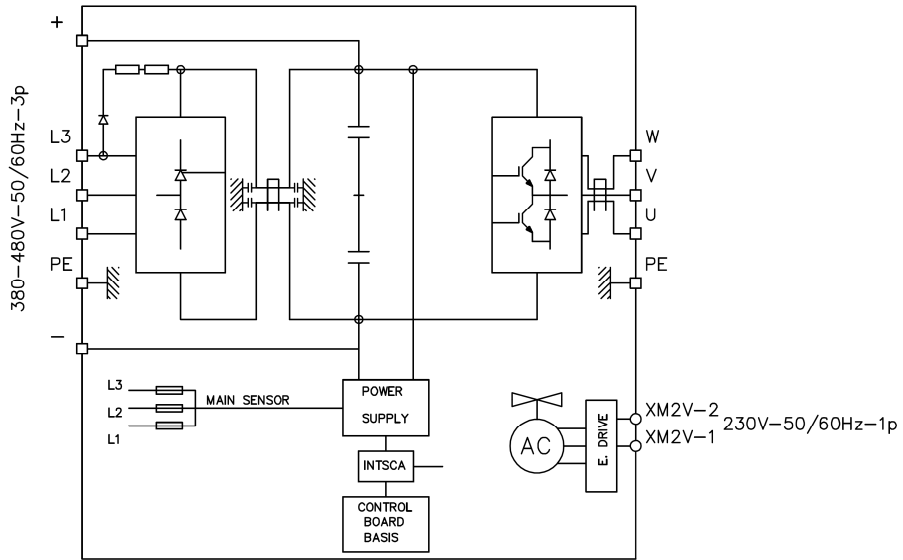 +
380-480V-50/60Hz-3p
L3
L2
L1
PE
-
W
V
U
PE
L3
L2
L1
MAIN SENSOR
POWER
SUPPLY
INTSCA
CONTROL
BOARD
BASIS
AC
E. DRIVE
XM2V-2
XM2V-1
230V-50/60Hz-1p